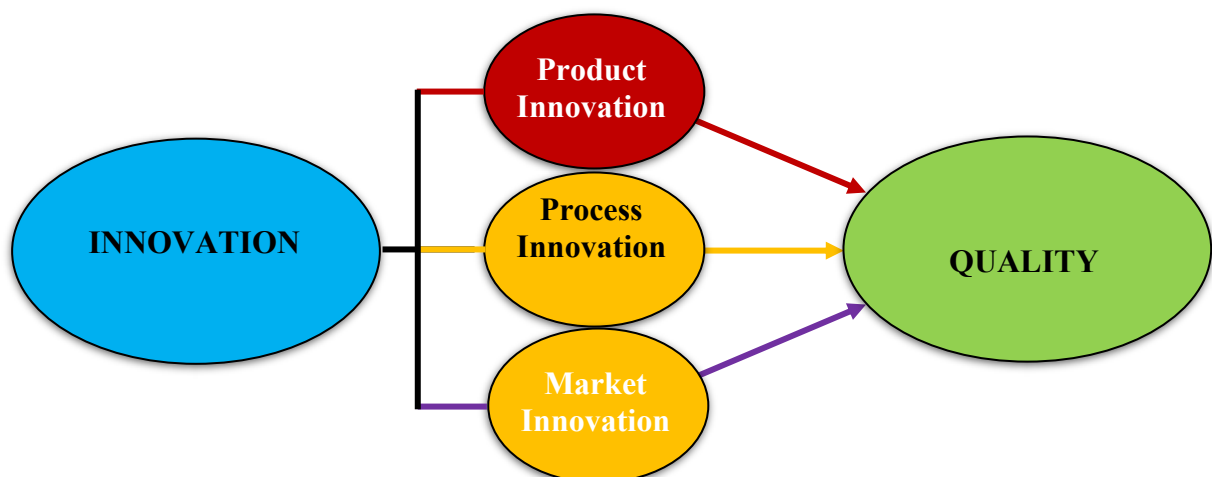 Product
Innovation
INNOVATION
Process
Innovation
QUALITY
Market
Innovation